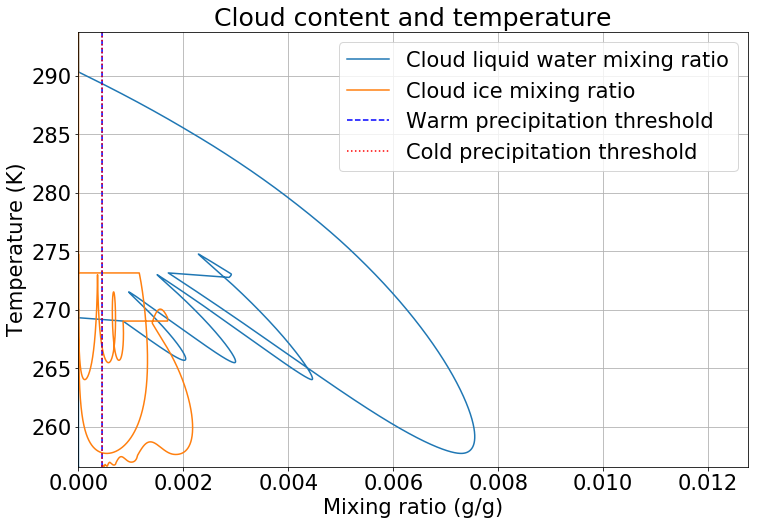 Cloud content and temperature
Cloud liquid water mixing ratio
Cloud ice mixing ratio
Warm precipitation threshold
Cold precipitation threshold
Temperature (K)
290
285
280
275
270
265
260
0.000 0.002 0.004 0.006 0.008 0.010 0.012
Mixing ratio (g/g)